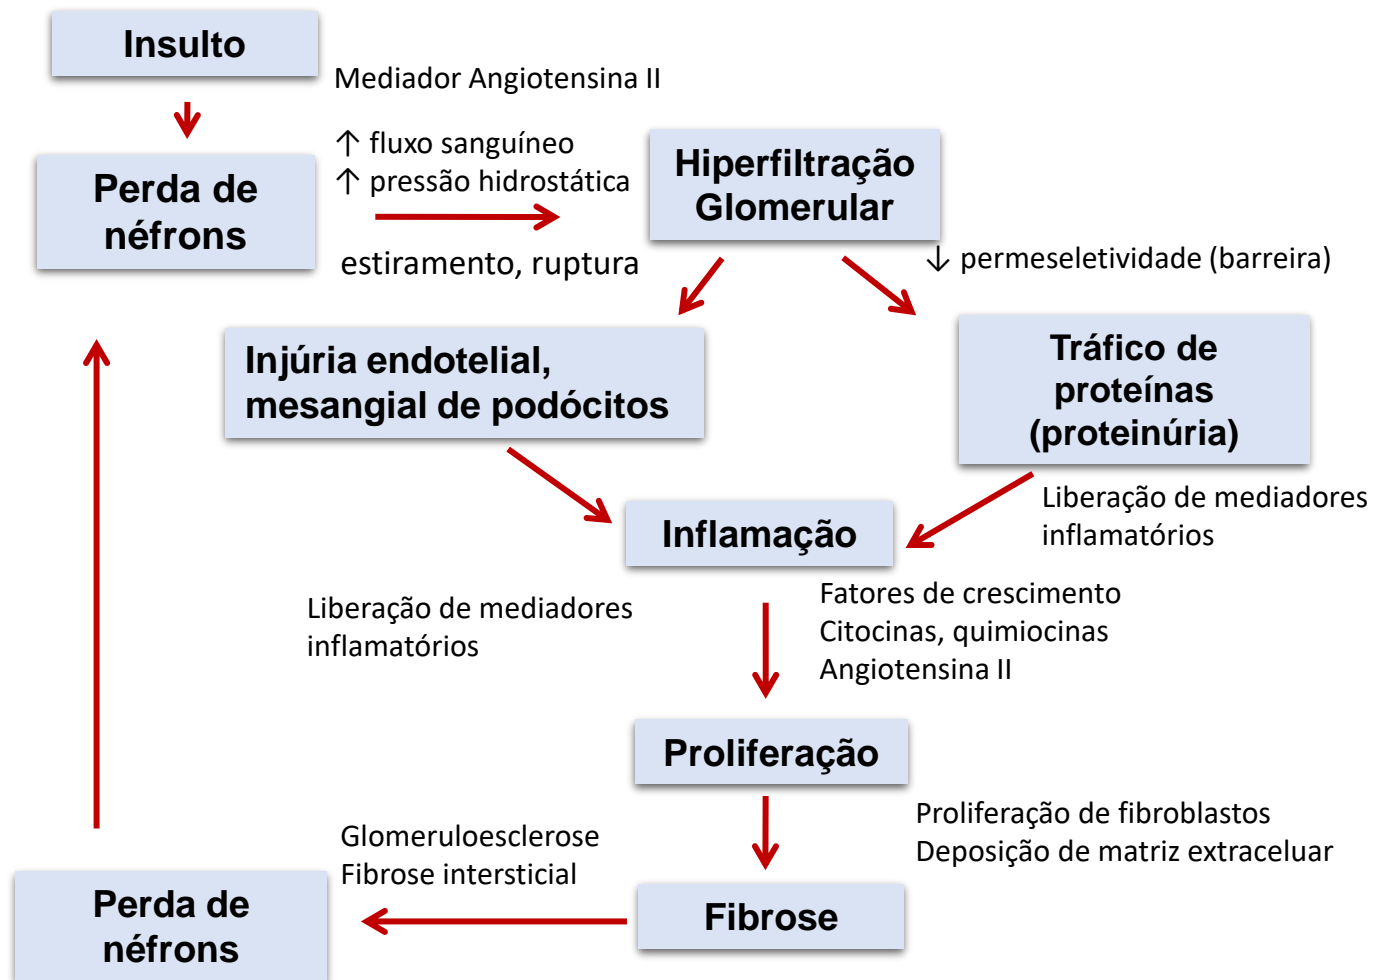 Insulto
Mediador Angiotensina II
↑ fluxo sanguíneo
↑ pressão hidrostática
Perda de
néfrons
estiramento, ruptura
Hiperfiltração
Glomerular
↓ permeseletividade (barreira)
Injúria endotelial,
mesangial de podócitos
Tráfico de
proteínas
(proteinúria)
Liberação de mediadores
inflamatórios
Inflamação
Liberação de mediadores
inflamatórios
Fatores de crescimento
Citocinas, quimiocinas
Angiotensina II
Proliferação
Proliferação de fibroblastos
Deposição de matriz extraceluar
Fibrose
Glomeruloesclerose
Fibrose intersticial
Perda de
néfrons